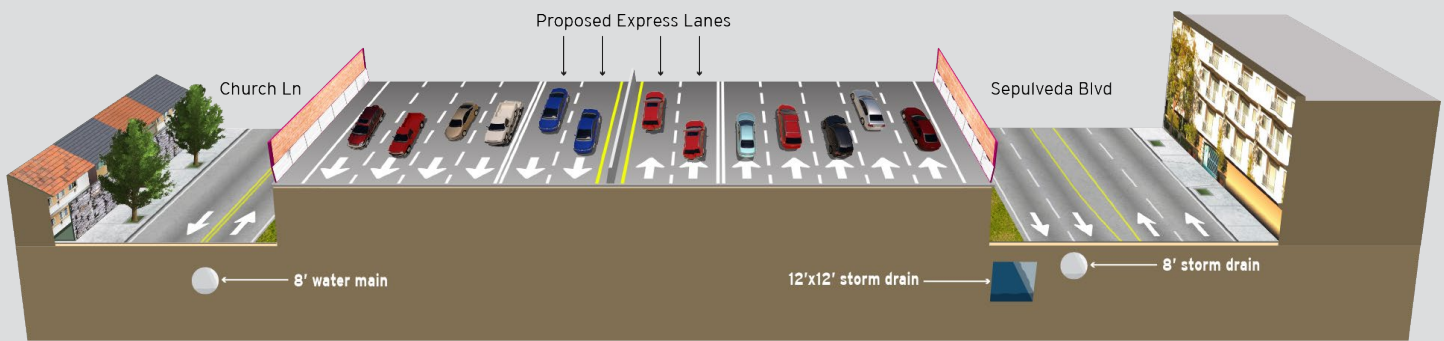 Proposed Express Lanes
Church Ln
Sepulveda Blvd
8' water main
12'x12' storm drain
8' storm drain